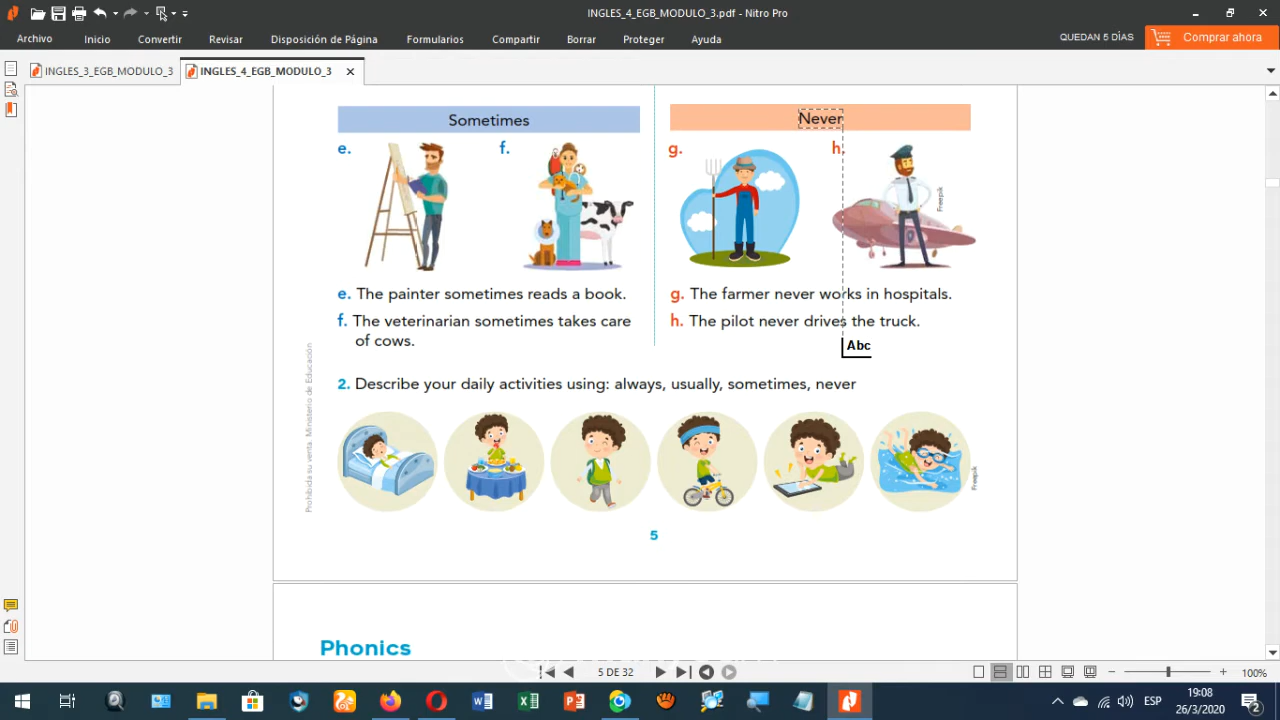 INGLES_4_EGB_MODULO_3.pdf - Nitro Pro
Archivo Inicio Convertir Revisar Disposición de Página Formularios Compartir Borrar Proteger Ayuda QUEDAN 5 DÍAS Comprar ahora
INGLES_3_EGB_MODULO_3 INGLES_4_EGB_MODULO_3
Sometimes
e. f.
e. The painter sometimes reads a book.
f. The veterinarian sometimes takes care
of cows.
Never
g. h.
Freepik
g. The farmer never works in hospitals.
h. The pilot never drives the truck.
Abc
2. Describe your daily activities using: always, usually, sometimes, never
Freepik
Prohibida su venta. Ministerio de Educación
5
Phonics
5 DE 32 100%
ESP 19:08
26/3/2020 2